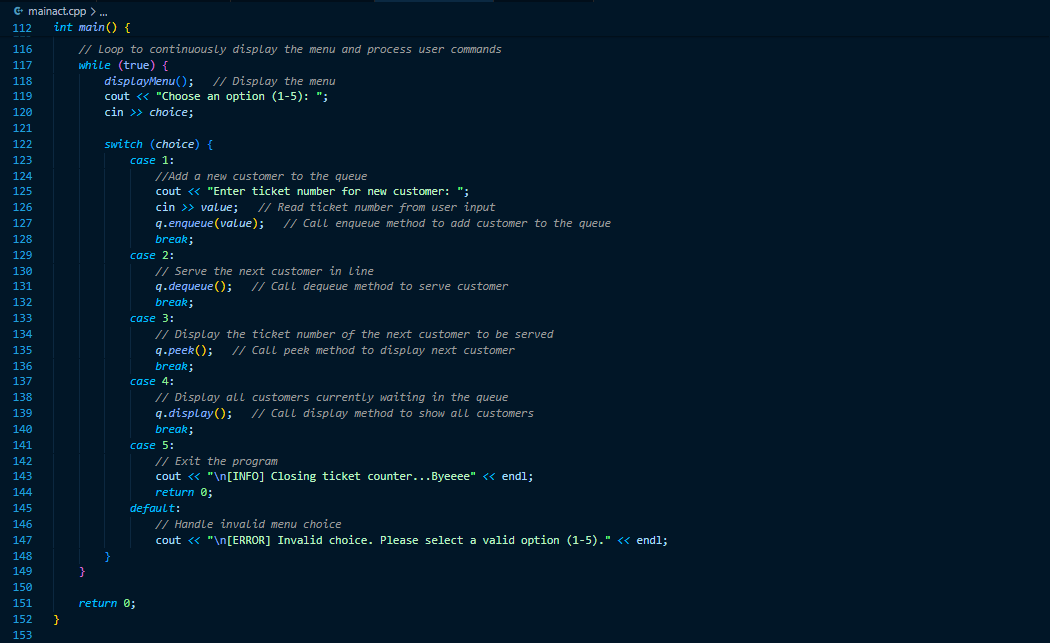 mainact.cpp > ...
112 int main() {
116 // Loop to continuously display the menu and process user commands
117 while (true) {
118 displayMenu(); // Display the menu
119 cout << "Choose an option (1-5): ";
120 cin >> choice;
121
122 switch (choice) {
123 case 1:
124 //Add a new customer to the queue
125 cout << "Enter ticket number for new customer: ";
126 cin >> value; // Read ticket number from user input
127 q.enqueue(value); // Call enqueue method to add customer to the queue
128 break;
129 case 2:
130 // Serve the next customer in line
131 q.dequeue(); // Call dequeue method to serve customer
132 break;
133 case 3:
134 // Display the ticket number of the next customer to be served
135 q.peek(); // Call peek method to display next customer
136 break;
137 case 4:
138 // Display all customers currently waiting in the queue
139 q.display(); // Call display method to show all customers
140 break;
141 case 5:
142 // Exit the program
143 cout << "\n[INFO] Closing ticket counter...Byeeee" << endl;
144 return 0;
145 default:
146 // Handle invalid menu choice
147 cout << "\n[ERROR] Invalid choice. Please select a valid option (1-5)." << endl;
148 }
149 }
150
151 return 0;
152 }
153